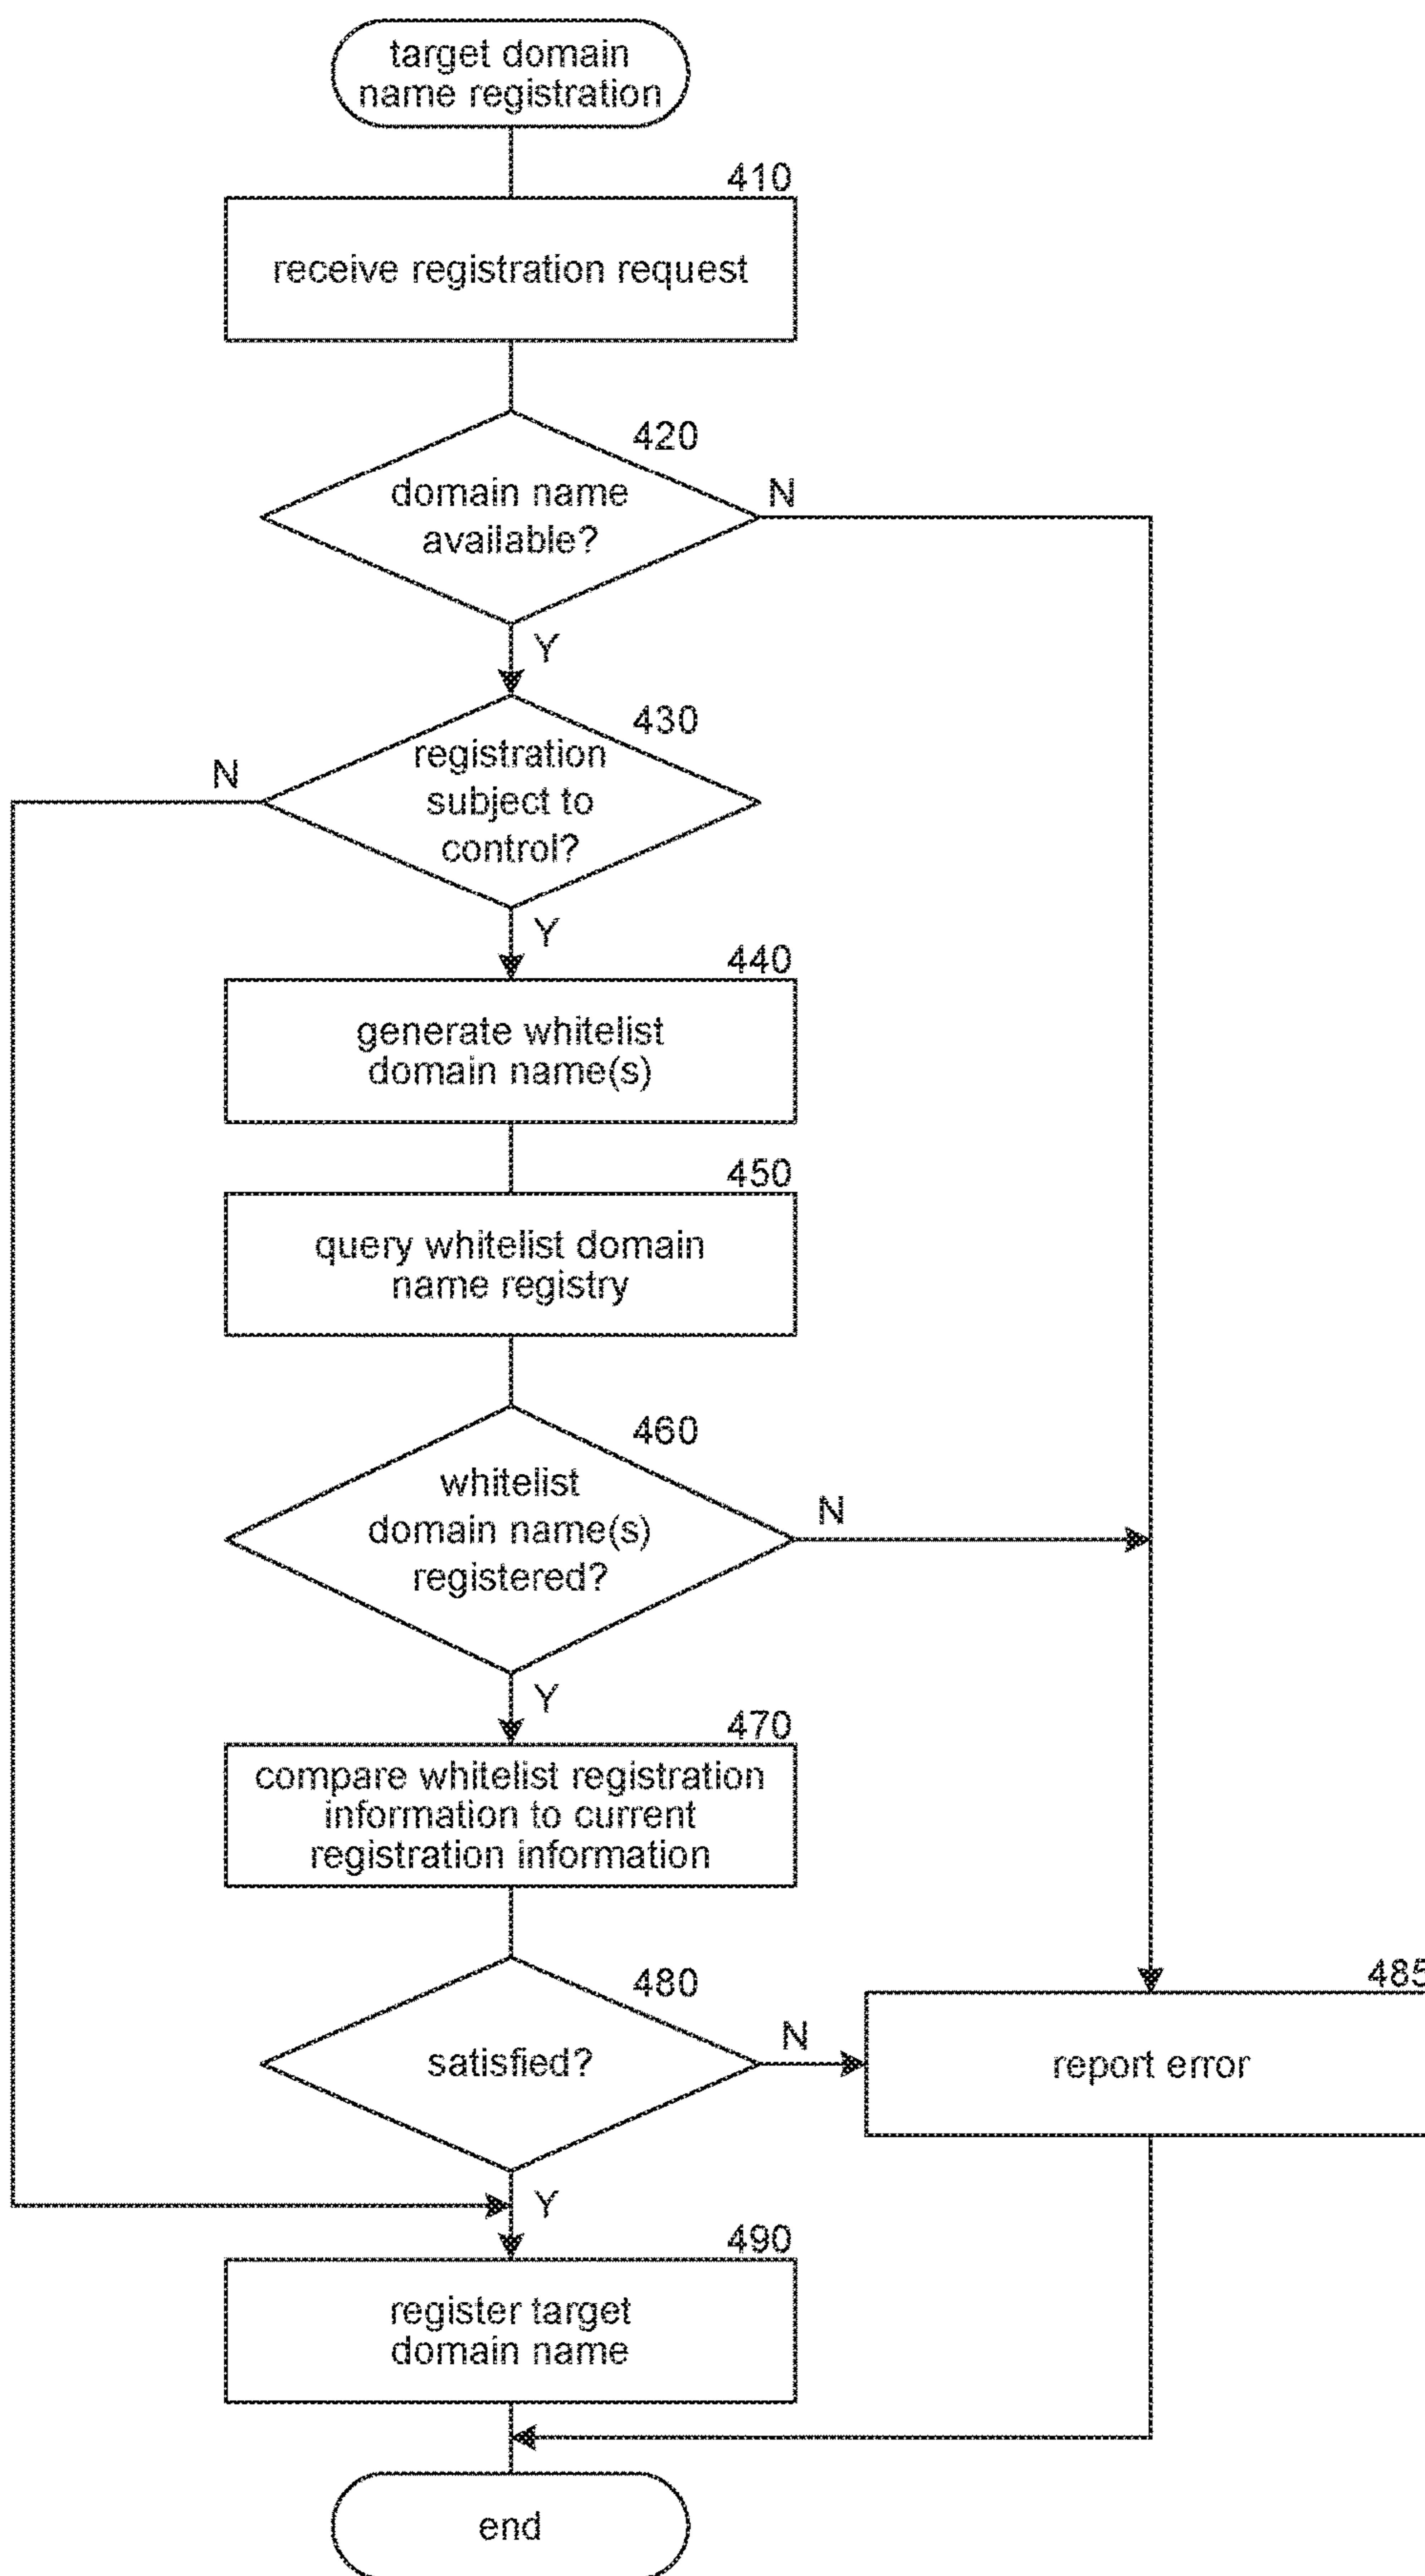 target domain
name registration
410
receive registration request
420
domain name
available?
N
Y
430
registration
subject to
control?
N
Y
440
generate whitelist
domain name(s)
450
query whitelist domain
name registry
460
whitelist
domain name(s)
registered?
N
Y
470
compare whitelist registration
information to current
registration information
480
satisfied?
N
485
report error
Y
490
register target
domain name
end